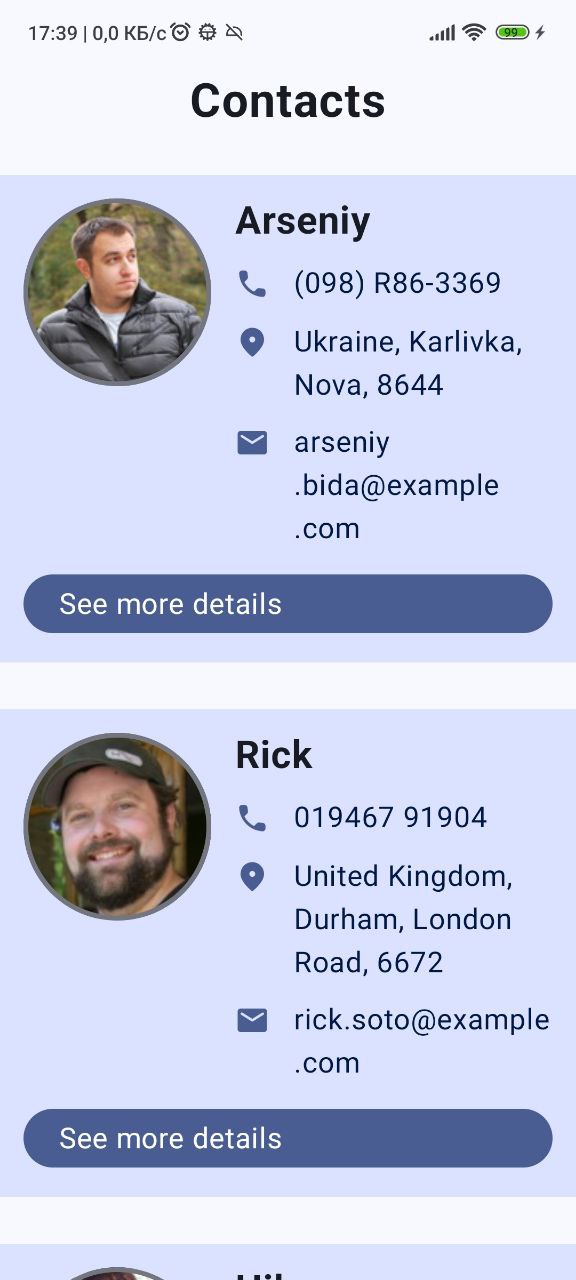 17:39 | 0,0 КБ/с
99
Contacts
Arseniy
(098) R86-3369
Ukraine, Karlivka,
Nova, 8644
arseniy
.bida@example
.com
See more details
Rick
019467 91904
United Kingdom,
Durham, London
Road, 6672
rick.soto@example
.com
See more details